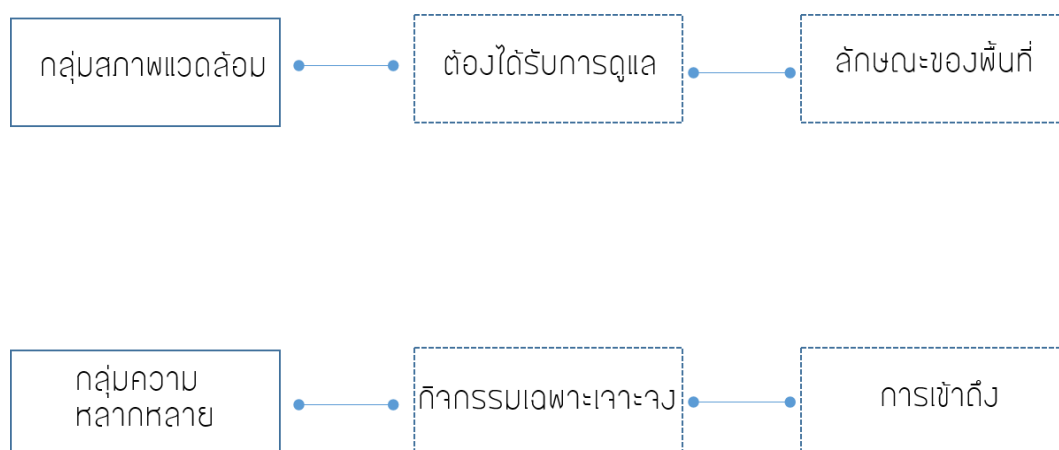 กลุ่มสภาพแวดล้อม
ต้องได้รับการดูแล
ลักษณะของพื้นที่
กลุ่มความ
หลากหลาย
กิจกรรมเฉพาะเจาะจง
การเข้าถึง